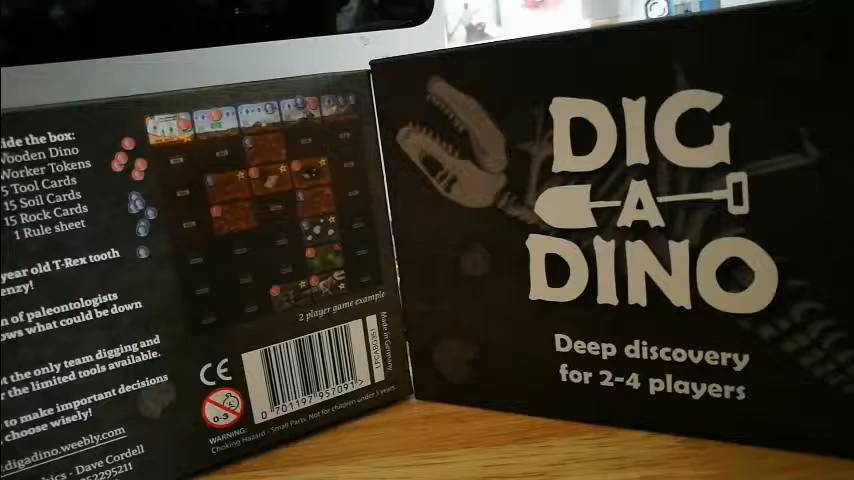 ide the box:
Wooden Dino
Worker Tokens
5 Tool Cards
15 Soil Cards
15 Rock Cards
1 Rule sheet
year old T-Rex tooth
enzy!
n of paleontologists
ows what could be down
t the only team digging and
r the limited tools available.
to make important decisions
choose wisely!
.digadino.weebly.com
hics - Dave Cordell
52295211
2 player game example
Made in Germany
CE
0-3
0 701197 957091 >
WARNING:
Choking Hazard - Small Parts. Not for children under 3 years.
DIG
A
DINO
Deep discovery
for 2-4 players